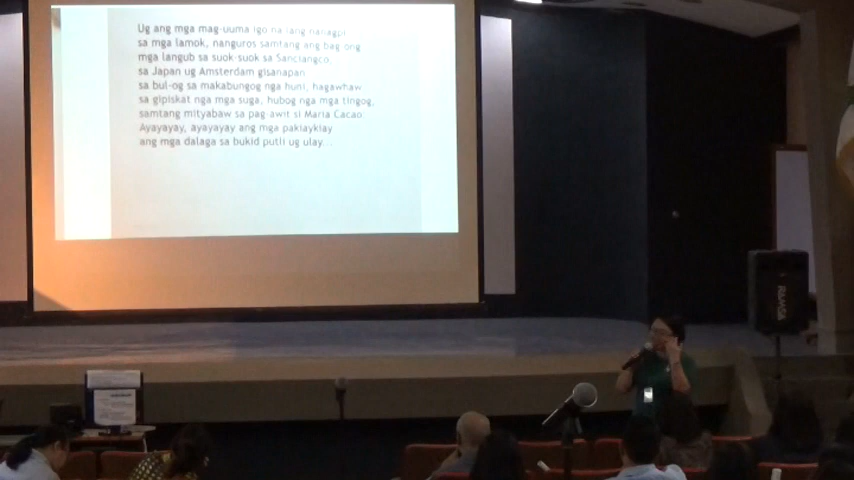 Ug ang mga mag-uuma igo na lang nanagpi
sa mga lamok, nanguros samtang ang bag-ong
mga langub sa suok-suok sa Sanciangco,
sa Japan ug Amsterdam gisanapan
sa bul-og sa makabungog nga huni, hagawhaw
sa gipiskat nga mga suga, hubog nga mga tingog,
samtang mityabaw sa pag-awit si Maria Cacao:
Ayayayay, ayayayay ang mga pakiaykiay
ang mga dalaga sa bukid putli ug ulay...
RAMSA